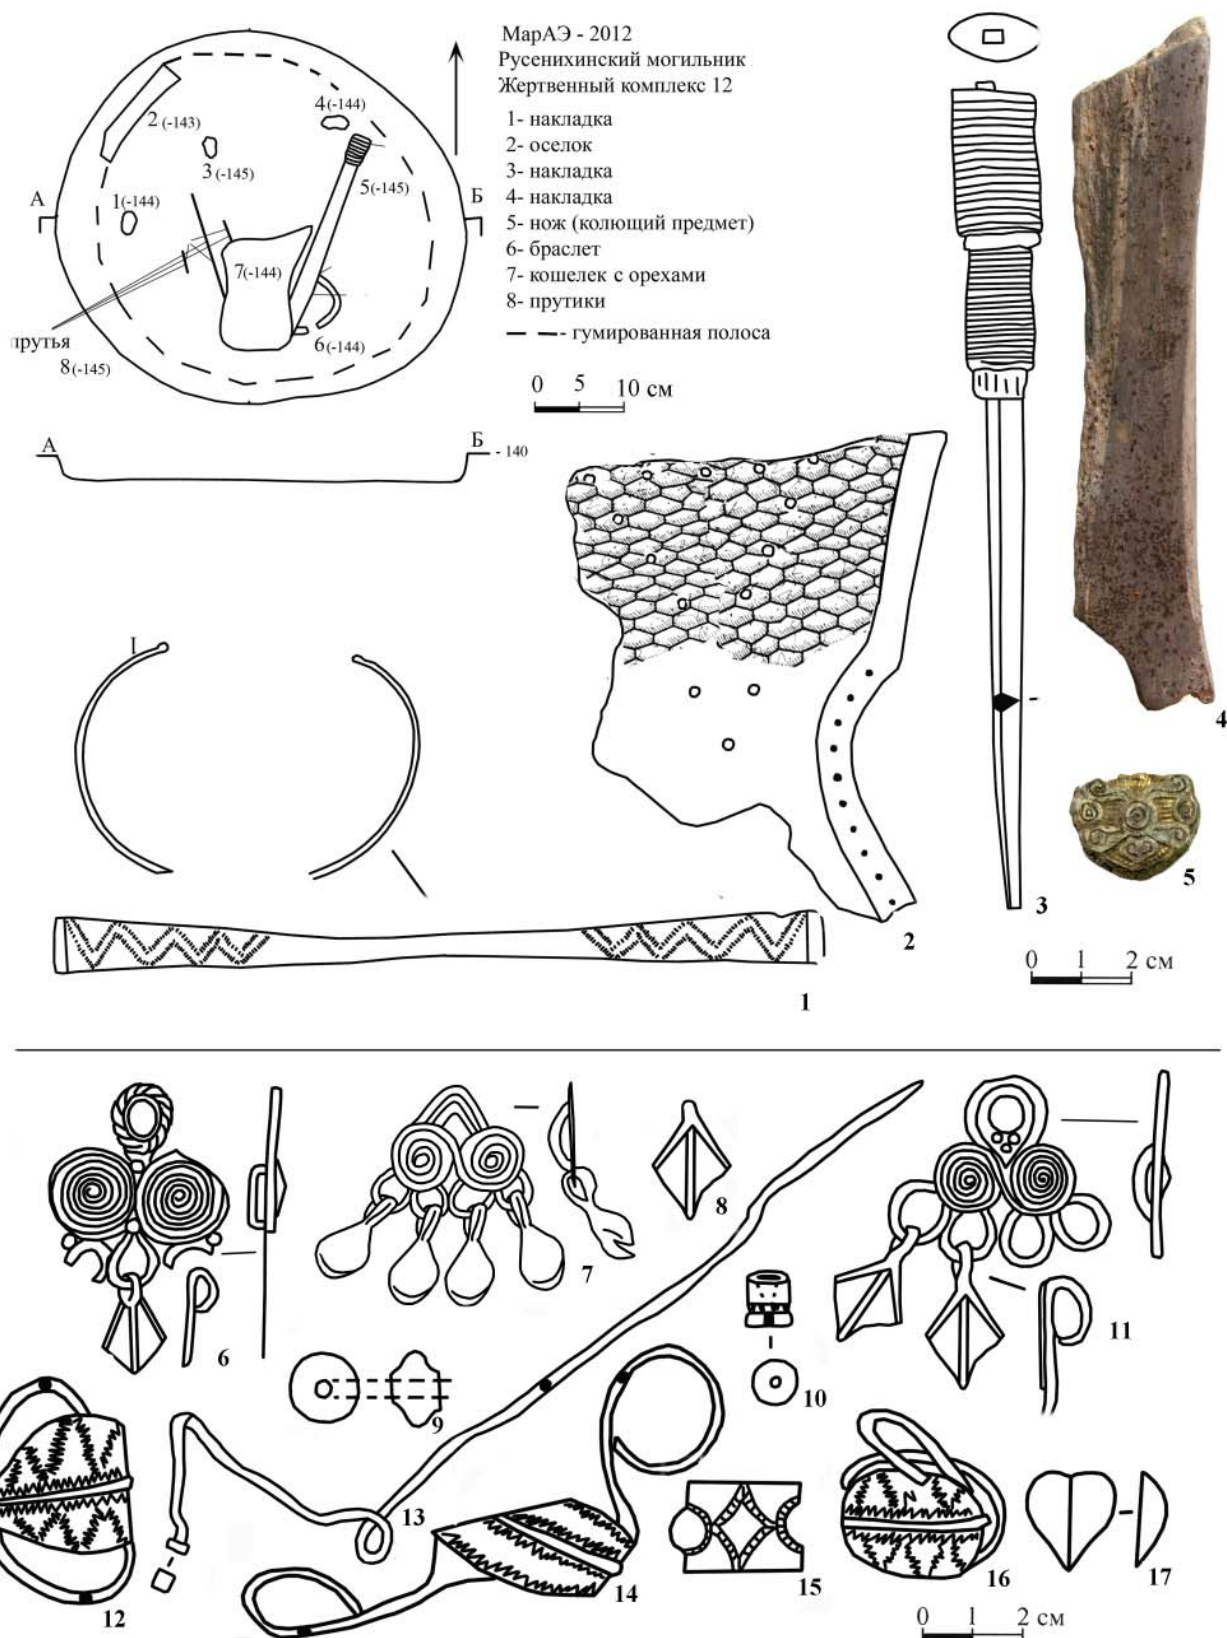 МарАЭ - 2012
Русенихинский могильник
Жертвенный комплекс 12
1- накладка
2- оселок
3- накладка
4- накладка
5- нож (колющий предмет)
6- браслет
7- кошелек с орехами
8- прутики
- гумированная полоса
0 5 10 см
2 (-143)
4 (-144)
3 (-145)
5 (-145)
А
Б
1 (-144)
7 (-144)
6 (-144)
прутья
8 (-145)
А
Б
- 140
I
1
2
3
4
5
0 1 2 см
6
7
8
9
10
11
12
13
14
15
16
17
0 1 2 см